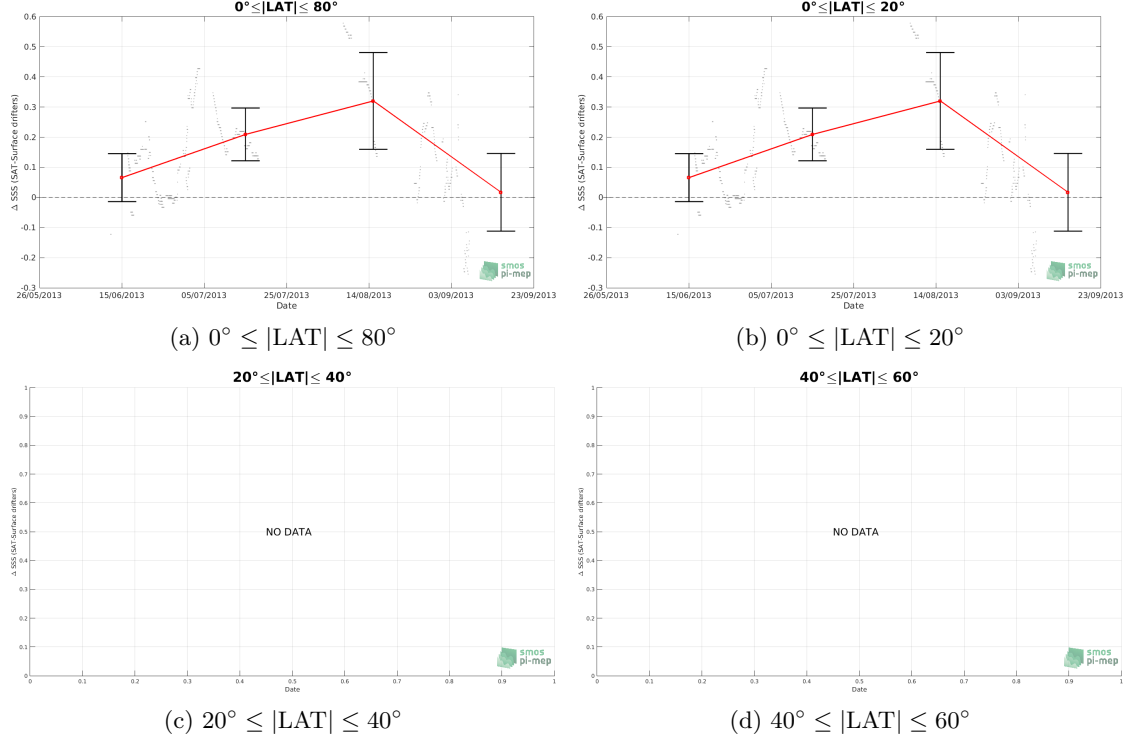 0°≤|LAT|≤ 80°
0.6
0.5
0.4
0.3
0.2
0.1
0
-0.1
-0.2
-0.3
Δ SSS (SAT-Surface drifters)
26/05/2013 15/06/2013 05/07/2013 25/07/2013 14/08/2013 03/09/2013 23/09/2013
Date
smos
pi-mep
(a) 0° ≤ |LAT| ≤ 80°
0°≤|LAT|≤ 20°
0.6
0.5
0.4
0.3
0.2
0.1
0
-0.1
-0.2
-0.3
Δ SSS (SAT-Surface drifters)
26/05/2013 15/06/2013 05/07/2013 25/07/2013 14/08/2013 03/09/2013 23/09/2013
Date
smos
pi-mep
(b) 0° ≤ |LAT| ≤ 20°
20°≤|LAT|≤ 40°
1
0.9
0.8
0.7
0.6
0.5
0.4
0.3
0.2
0.1
0
Δ SSS (SAT-Surface drifters)
NO DATA
0 0.1 0.2 0.3 0.4 0.5 0.6 0.7 0.8 0.9 1
Date
smos
pi-mep
(c) 20° ≤ |LAT| ≤ 40°
40°≤|LAT|≤ 60°
1
0.9
0.8
0.7
0.6
0.5
0.4
0.3
0.2
0.1
0
Δ SSS (SAT-Surface drifters)
NO DATA
0 0.1 0.2 0.3 0.4 0.5 0.6 0.7 0.8 0.9 1
Date
smos
pi-mep
(d) 40° ≤ |LAT| ≤ 60°